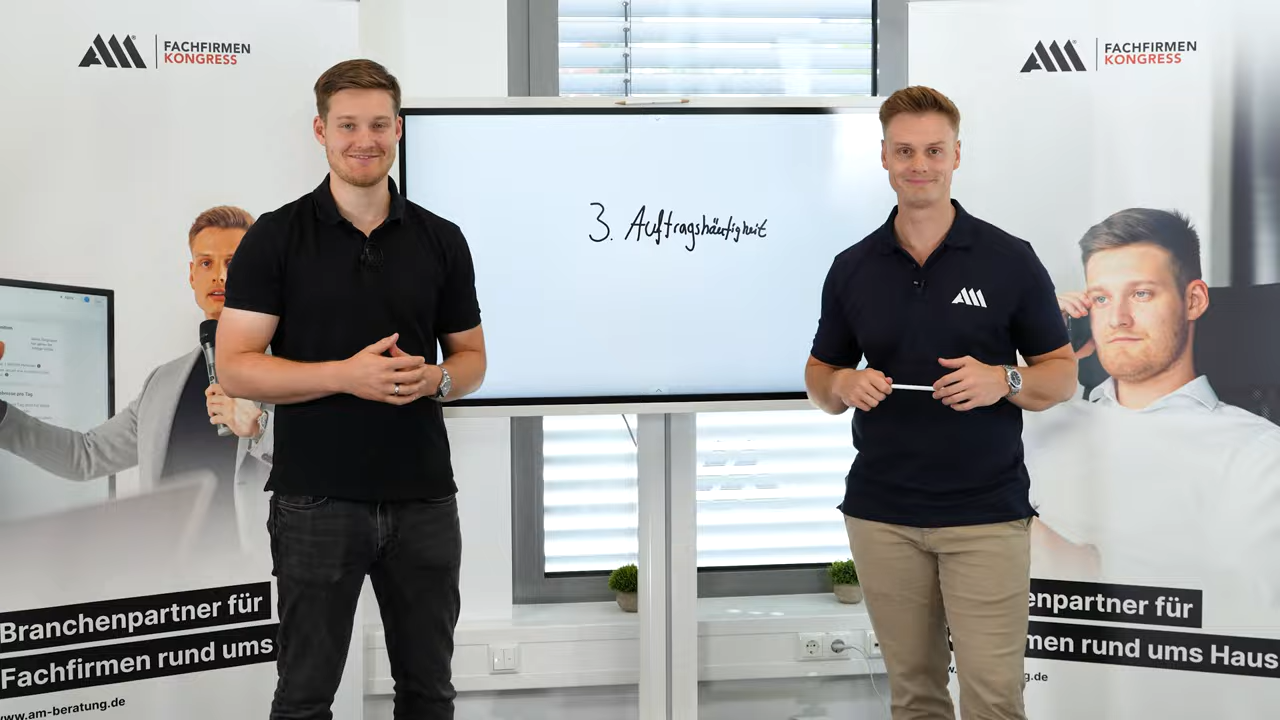 FACHFIRMEN
KONGRESS
FACHFIRMEN
KONGRESS
3. Auftragshäufigkeit
Branchenpartner für
Fachfirmen rund ums
www.am-beratung.de
enpartner für
men rund ums Haus
g.de